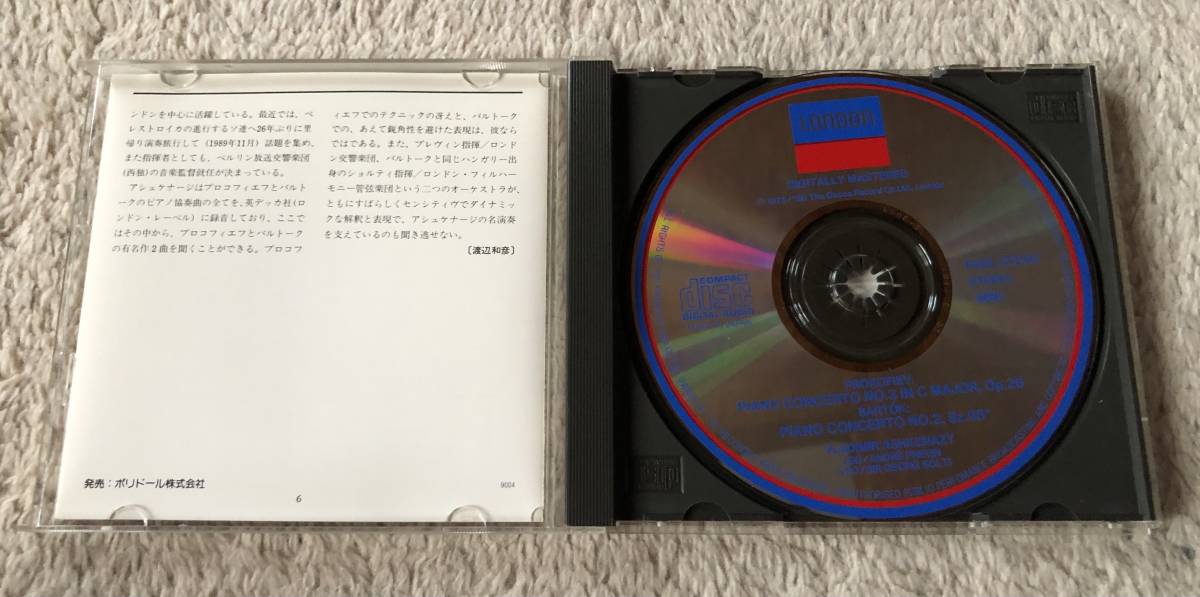 ンドンを中心に活躍している。最近では、ペ
レストロイカの進行するソ連へ26年ぶりに里
帰り演奏旅行して (1989年11月) 話題を集め、
また指揮者としても、ベルリン放送交響楽団
(西独)の音楽監督就任が決まっている。
アシュケナージはプロコフィエフとバルト
ークのピアノ協奏曲の全てを、英デッカ社(ロ
ンドン・レーベル) に録音しており、ここで
はその中から、プロコフィエフとバルトーク
の有名作2曲を聞くことができる。プロコフ
ィエフでのテクニックの冴えと、バルトーク
での、あえて鋭角性を避けた表現は、彼なら
ではである。また、プレヴィン指揮/ロンド
ン交響楽団、バルトークと同じハンガリー出
身のショルティ指揮/ロンドン・フィルハー
モニー管弦楽団という二つのオーケストラが、
ともにすばらしくセンシティヴでダイナミッ
クな解釈と表現で、アシュケナージの名演奏
を支えているのも聞き逃せない。
〔渡辺和彦〕
発売：ポリドール株式会社
9004
6
LONDON
DIGITALLY MASTERED
The Decca Record Co. Ltd., London
COMPACT
disc
DIGITAL AUDIO
STEREO
PROKOFIEV:
PIANO CONCERTO NO.3 IN C MAJOR, Op.26
BARTÓK:
PIANO CONCERTO NO.2, Sz.95*
VLADIMIR ASHKENAZY
LSO / ANDRÉ PREVIN
LPO / SIR GEORG SOLTI*